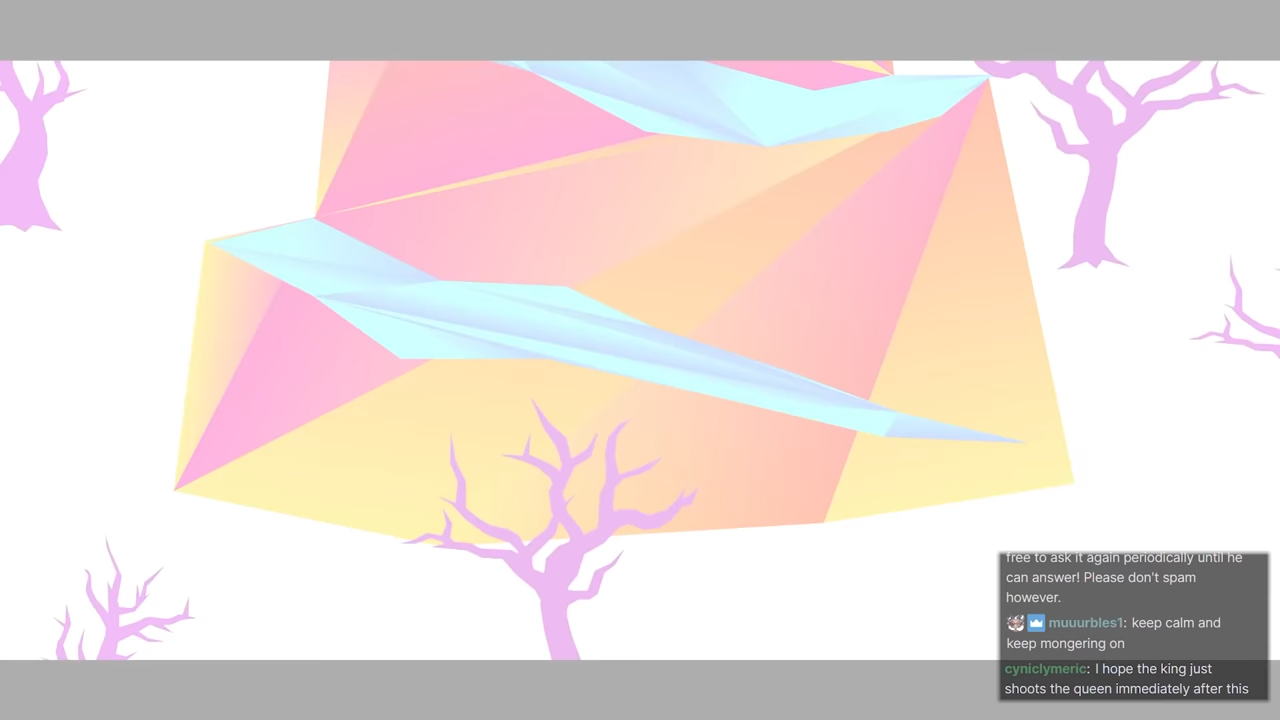 free to ask it again periodically until he
can answer! Please don't spam
however.
muuurbles1: keep calm and
keep mongering on
cyniclymeric: I hope the king just
shoots the queen immediately after this